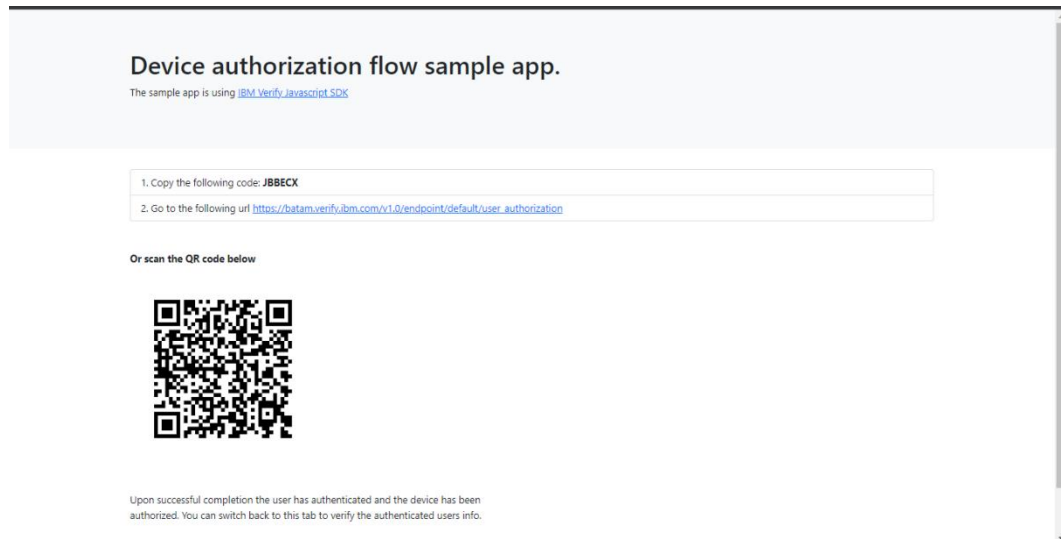 Device authorization flow sample app.
The sample app is using IBM Verify Javascript SDK
1. Copy the following code: JBBECX
2. Go to the following url https://batam.verify.ibm.com/v1.0/endpoint/default/user_authorization
Or scan the QR code below
Upon successful completion the user has authenticated and the device has been
authorized. You can switch back to this tab to verify the authenticated users info.